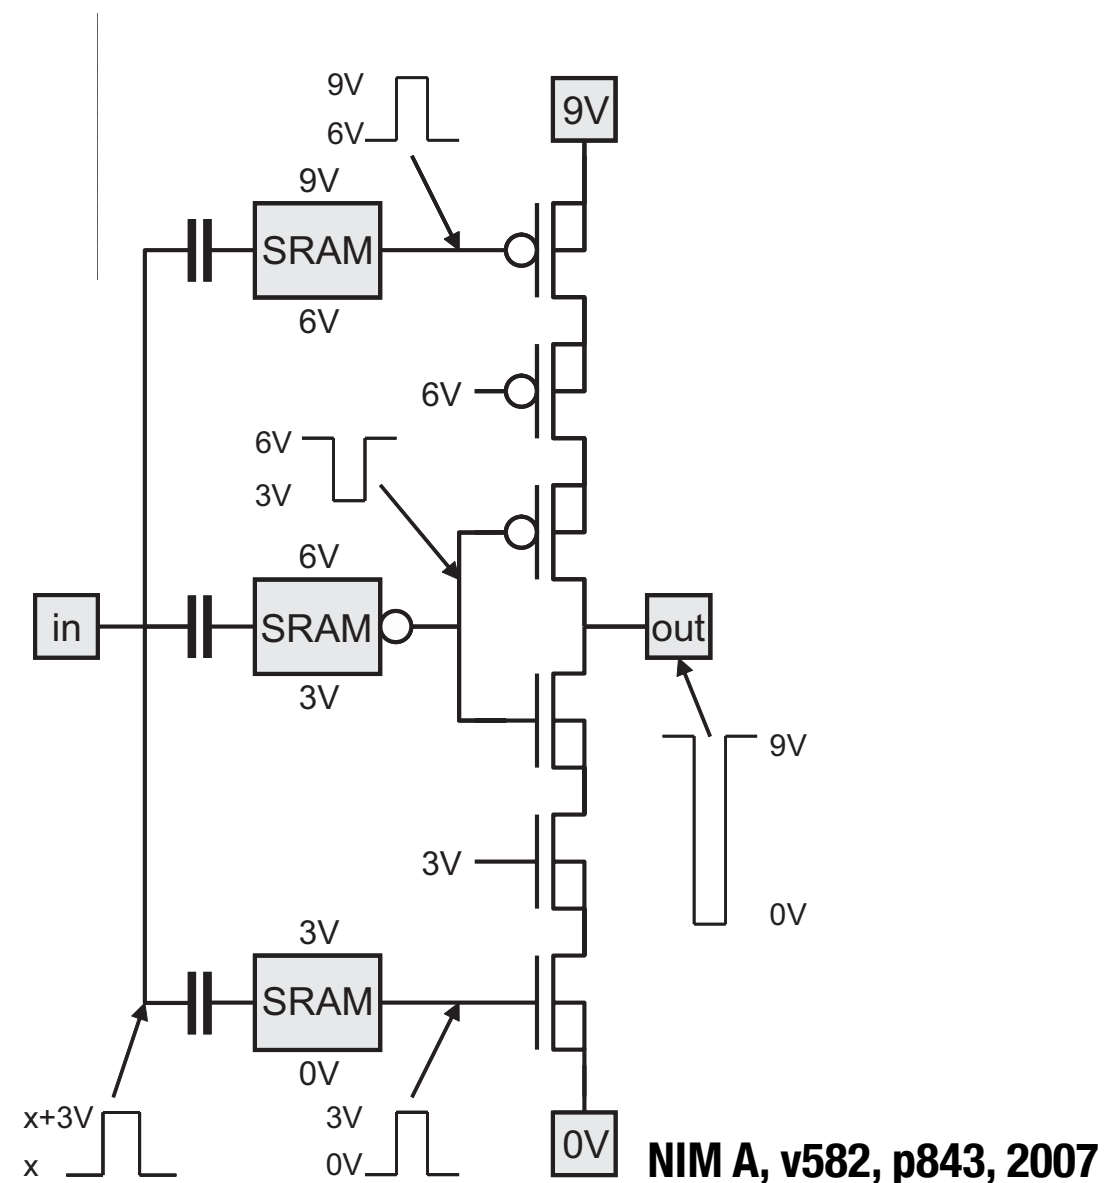 9V
6V
9V
9V
SRAM
6V
6V
6V
3V
6V
in
SRAM
out
3V
9V
3V
0V
3V
SRAM
0V
x+3V
x
3V
0V
0V
NIM A, v582, p843, 2007